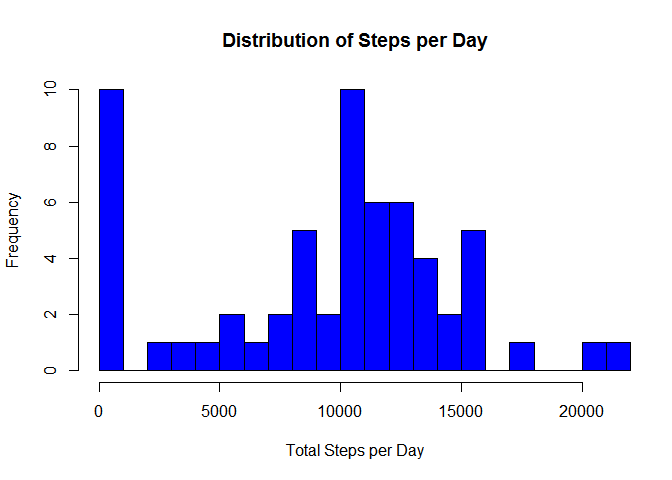 Distribution of Steps per Day
Frequency
10
8
6
4
2
0
0 5000 10000 15000 20000
Total Steps per Day